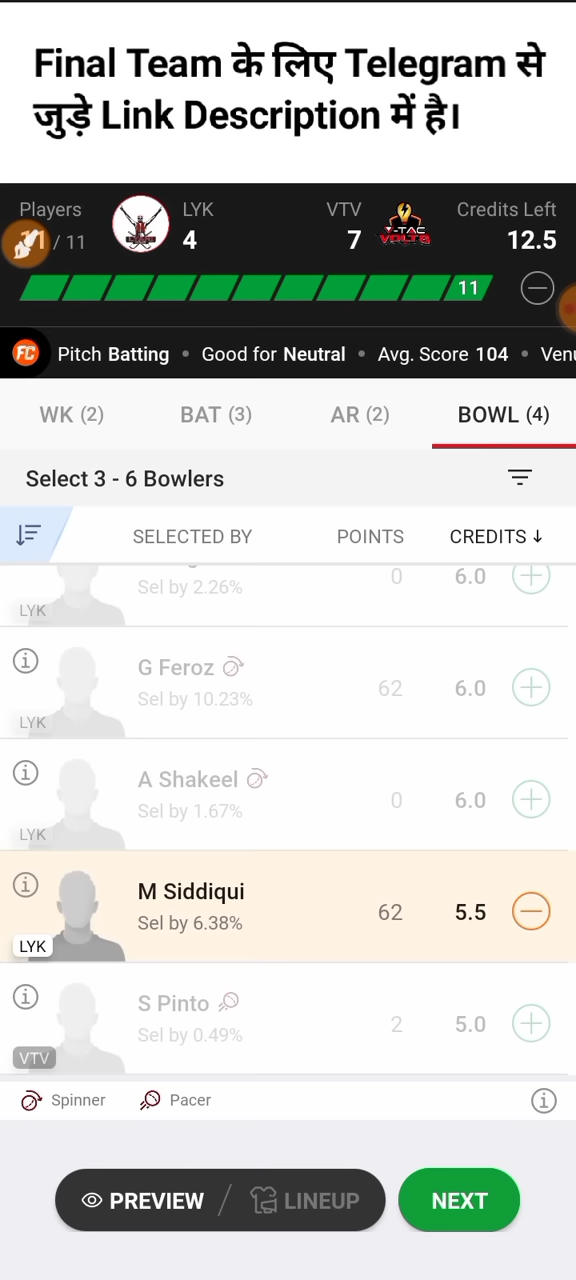 Final Team के लिए Telegram से
जुड़े Link Description में है।
Players LYK VTV Credits Left
/ 11 4 7 12.5
11
FC Pitch Batting • Good for Neutral • Avg. Score 104 •
WK (2) BAT (3) AR (2) BOWL (4)
Select 3 - 6 Bowlers
SELECTED BY POINTS CREDITS ↓
Sel by 2.26% 0 6.0
LYK
G Feroz
Sel by 10.23% 62 6.0
LYK
A Shakeel
Sel by 1.67% 0 6.0
LYK
M Siddiqui
Sel by 6.38% 62 5.5
LYK
S Pinto
Sel by 0.49% 2 5.0
VTV
Spinner Pacer
PREVIEW / LINEUP NEXT